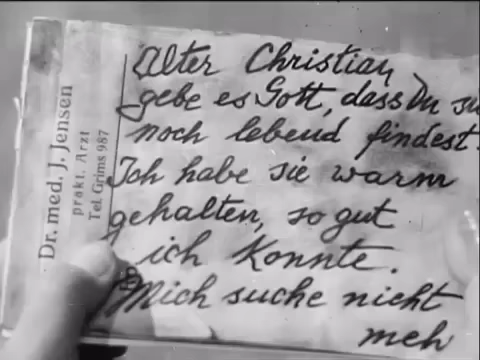 Dr. med. J. Jensen
prakt. Arzt
Tel. Grims 987
Alter Christian
gebe es Gott, dass Du su
noch lebend findest.
Ich habe sie warm
gehalten, so gut
ich konnte.
Mich suche nicht
meh